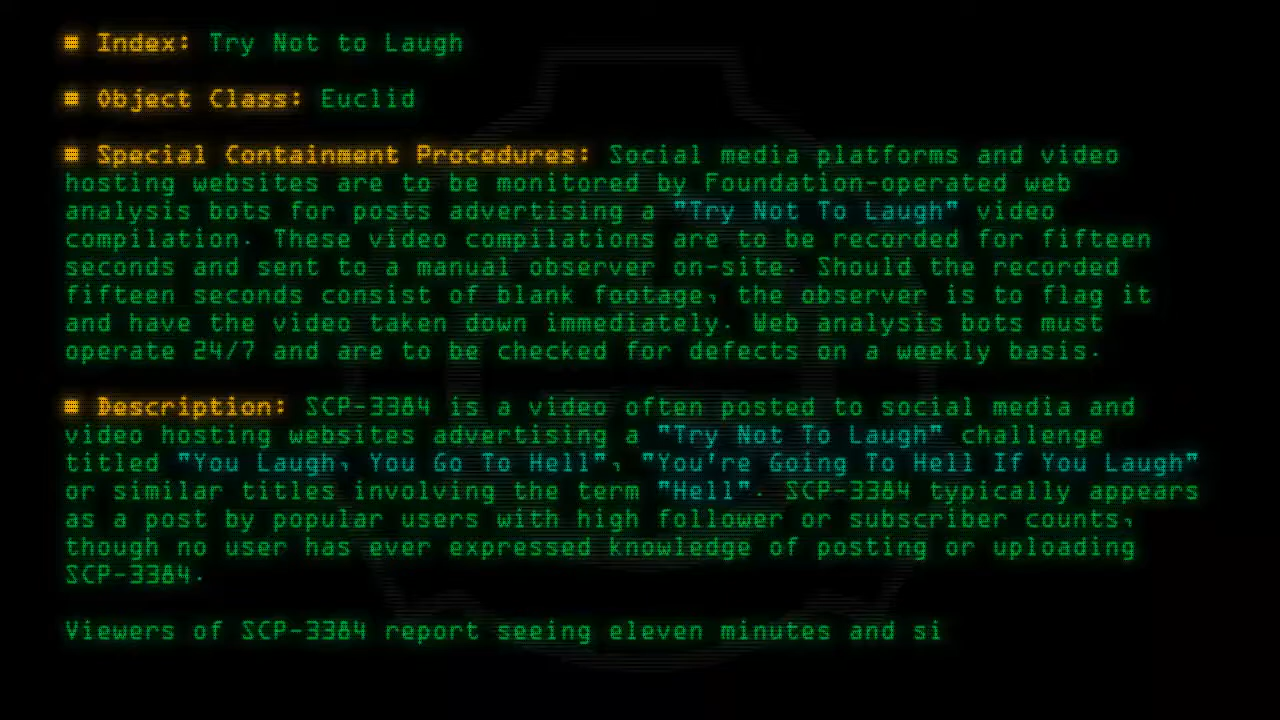 ■ Index: Try Not to Laugh
■ Object Class: Euclid
■ Special Containment Procedures: Social media platforms and video
hosting websites are to be monitored by Foundation-operated web
analysis bots for posts advertising a "Try Not To Laugh" video
compilation. These video compilations are to be recorded for fifteen
seconds and sent to a manual observer on-site. Should the recorded
fifteen seconds consist of blank footage, the observer is to flag it
and have the video taken down immediately. Web analysis bots must
operate 24/7 and are to be checked for defects on a weekly basis.
■ Description: SCP-3384 is a video often posted to social media and
video hosting websites advertising a "Try Not To Laugh" challenge
titled "You Laugh, You Go To Hell", "You're Going To Hell If You Laugh"
or similar titles involving the term "Hell". SCP-3384 typically appears
as a post by popular users with high follower or subscriber counts,
though no user has ever expressed knowledge of posting or uploading
SCP-3384.
Viewers of SCP-3384 report seeing eleven minutes and si